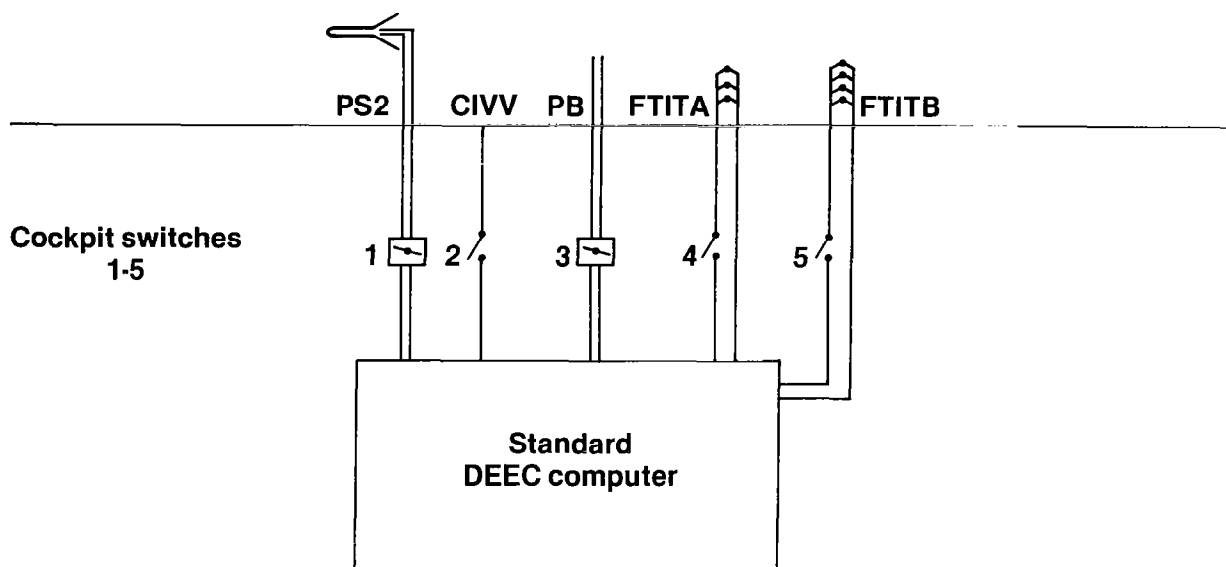 PS2 CIVV PB FTITA FTITB
Cockpit switches
1-5
1 2 3 4 5
Standard
DEEC computer